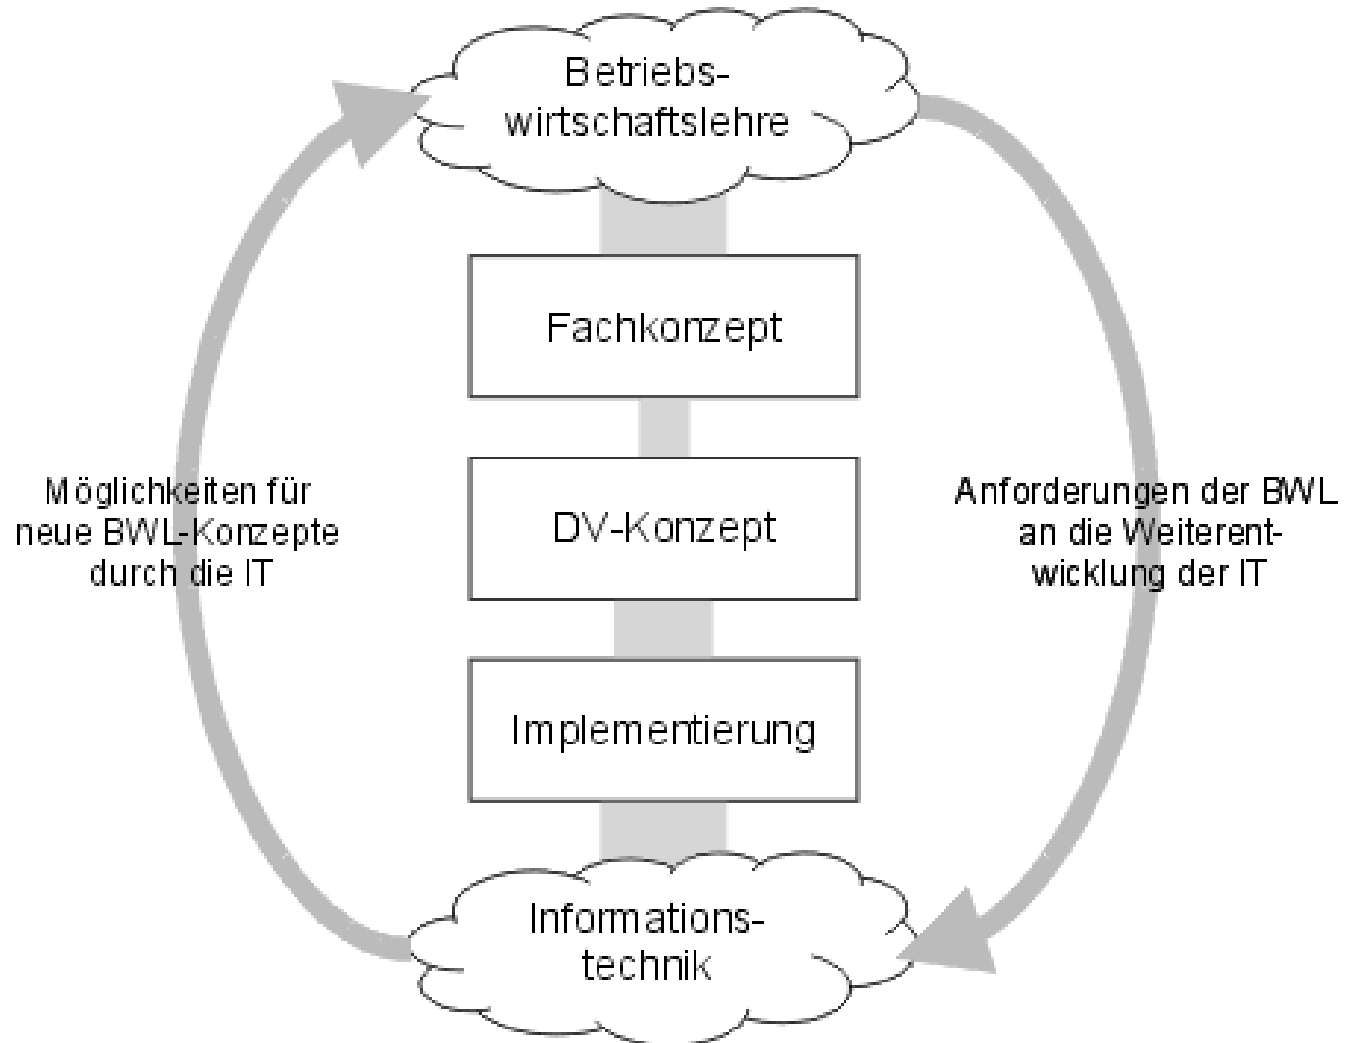 Betriebs-
wirtschaftslehre
Fachkonzept
Möglichkeiten für
neue BWL-Konzepte
durch die IT
DV-Konzept
Anforderungen der BWL
an die Weiterent-
wicklung der IT
Implementierung
Informations-
technik